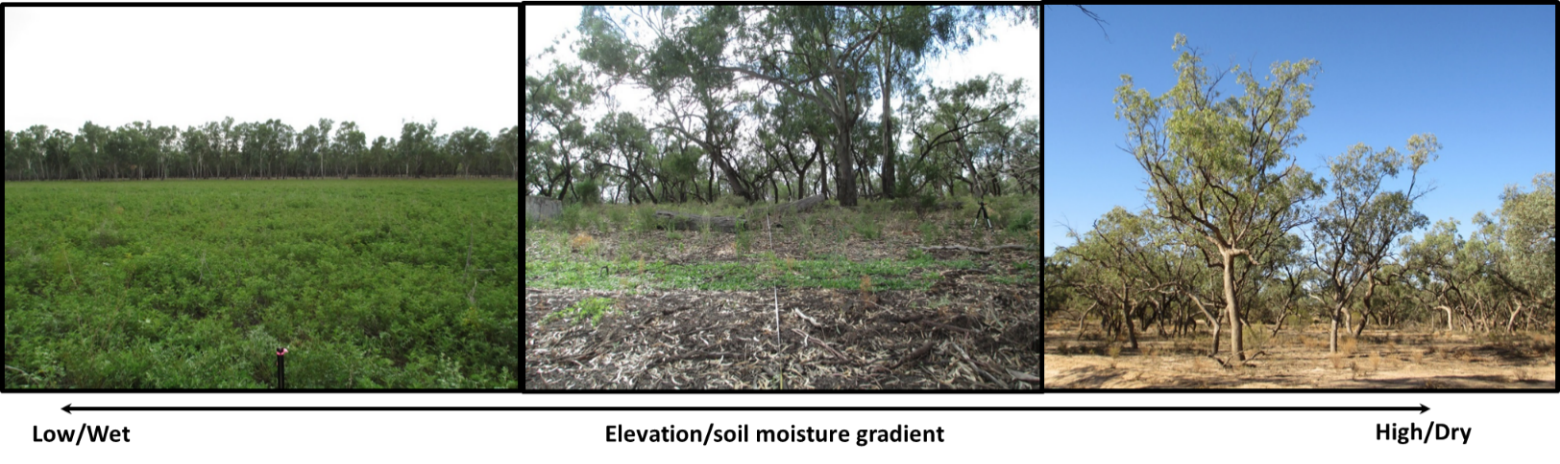 Low/Wet
Elevation/soil moisture gradient
High/Dry